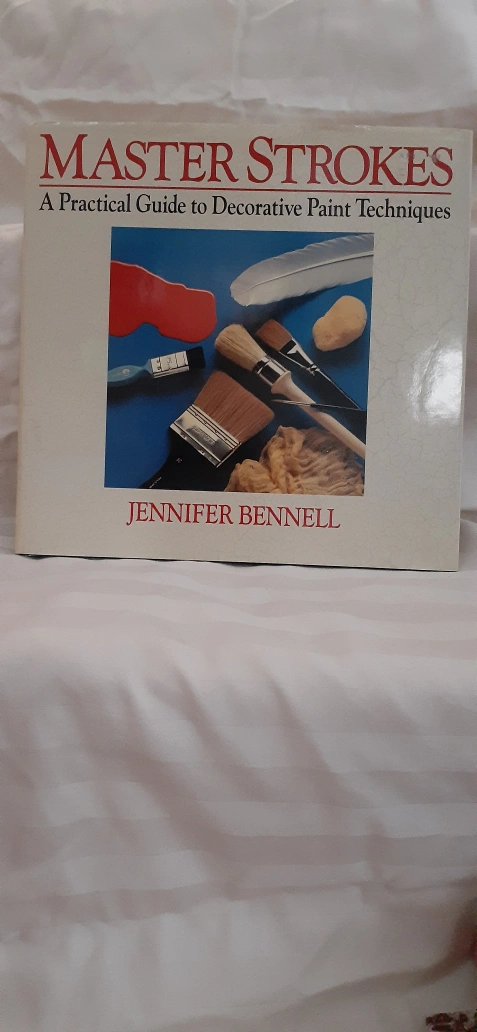 MASTER STROKES
A Practical Guide to Decorative Paint Techniques
JENNIFER BENNELL